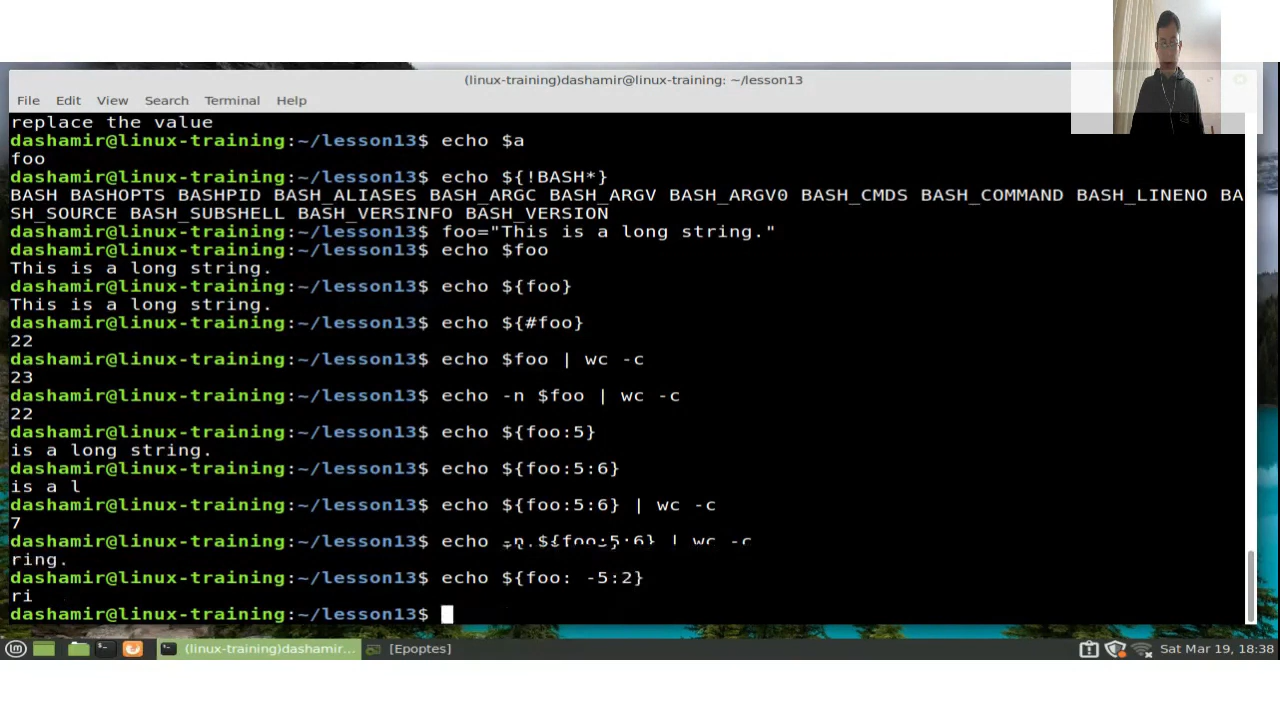 (linux-training)dashamir@linux-training: ~/lesson13
File Edit View Search Terminal Help
replace the value
dashamir@linux-training:~/lesson13$ echo $a
foo
dashamir@linux-training:~/lesson13$ echo ${!BASH*}
BASH BASHOPTS BASHPID BASH_ALIASES BASH_ARGC BASH_ARGV BASH_ARGV0 BASH_CMDS BASH_COMMAND BASH_LINENO BA
SH_SOURCE BASH_SUBSHELL BASH_VERSINFO BASH_VERSION
dashamir@linux-training:~/lesson13$ foo="This is a long string."
dashamir@linux-training:~/lesson13$ echo $foo
This is a long string.
dashamir@linux-training:~/lesson13$ echo ${foo}
This is a long string.
dashamir@linux-training:~/lesson13$ echo ${#foo}
22
dashamir@linux-training:~/lesson13$ echo $foo | wc -c
23
dashamir@linux-training:~/lesson13$ echo -n $foo | wc -c
22
dashamir@linux-training:~/lesson13$ echo ${foo:5}
is a long string.
dashamir@linux-training:~/lesson13$ echo ${foo:5:6}
is a l
dashamir@linux-training:~/lesson13$ echo ${foo:5:6} | wc -c
7
dashamir@linux-training:~/lesson13$ echo -n ${foo:5:6} | wc -c
ring.
dashamir@linux-training:~/lesson13$ echo ${foo: -5:2}
ri
dashamir@linux-training:~/lesson13$
(linux-training)dashamir... [Epoptes] Sat Mar 19, 18:38